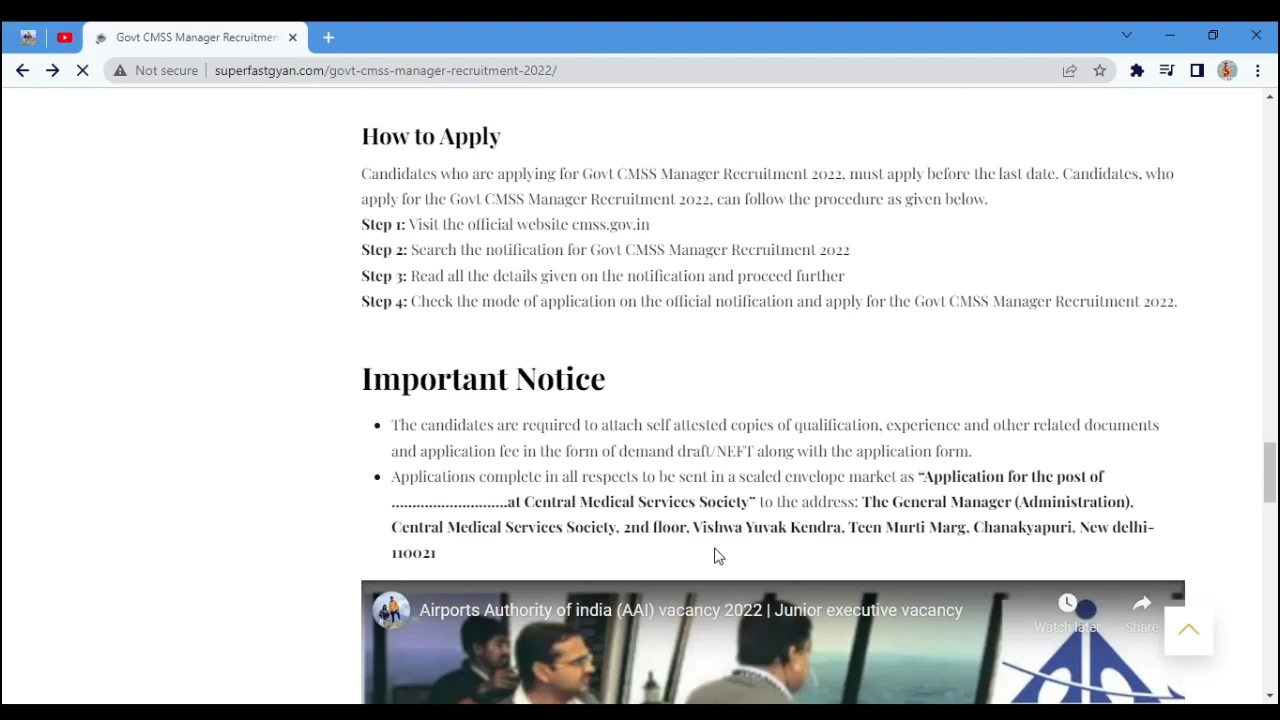 Govt CMSS Manager Recruitmen
Not secure
superfastgyan.com/govt-cmss-manager-recruitment-2022/
How to Apply
Candidates who are applying for Govt CMSS Manager Recruitment 2022, must apply before the last date. Candidates, who
apply for the Govt CMSS Manager Recruitment 2022, can follow the procedure as given below.
Step 1: Visit the official website cmss.gov.in
Step 2: Search the notification for Govt CMSS Manager Recruitment 2022
Step 3: Read all the details given on the notification and proceed further
Step 4: Check the mode of application on the official notification and apply for the Govt CMSS Manager Recruitment 2022.
Important Notice
• The candidates are required to attach self attested copies of qualification, experience and other related documents
and application fee in the form of demand draft/NEFT along with the application form.
• Applications complete in all respects to be sent in a sealed envelope market as “Application for the post of
............................at Central Medical Services Society” to the address: The General Manager (Administration),
Central Medical Services Society, 2nd floor, Vishwa Yuvak Kendra, Teen Murti Marg, Chanakyapuri, New delhi-
110021
Airports Authority of india (AAI) vacancy 2022 | Junior executive vacancy
Watch later
Share